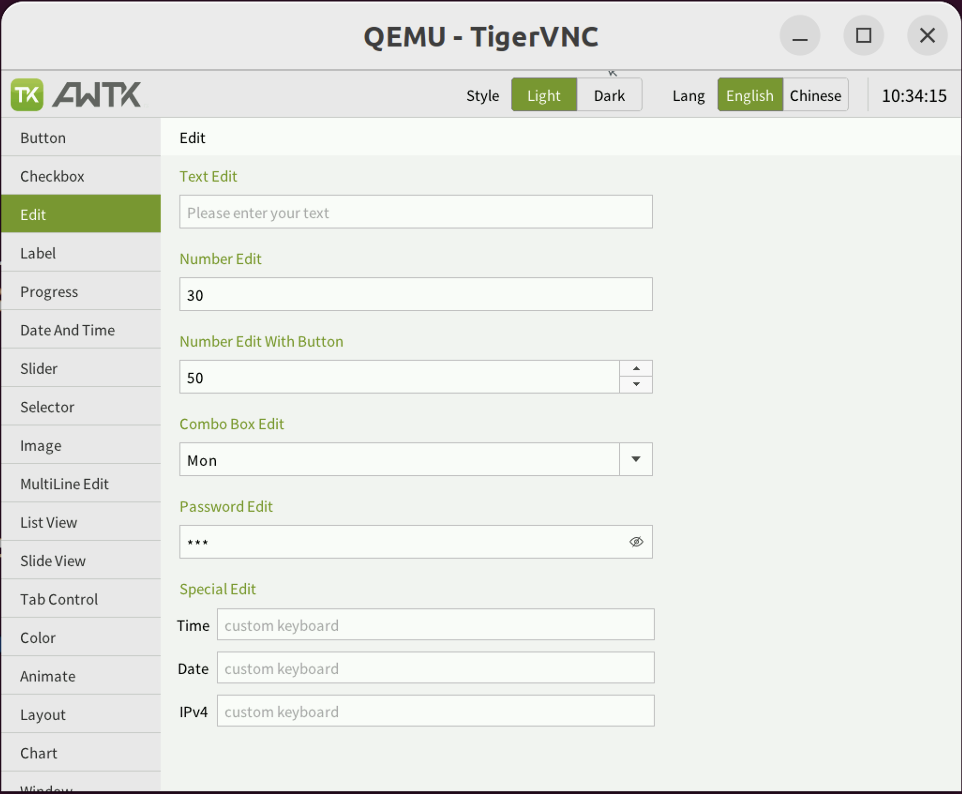 QEMU - TigerVNC
TK AWTK Style Light Dark Lang English Chinese 10:34:15
Button
Checkbox
Edit
Label
Progress
Date And Time
Slider
Selector
Image
MultiLine Edit
List View
Slide View
Tab Control
Color
Animate
Layout
Chart
Window
Edit
Text Edit
Please enter your text
Number Edit
30
Number Edit With Button
50
Combo Box Edit
Mon
Password Edit
***
Special Edit
Time custom keyboard
Date custom keyboard
IPv4 custom keyboard